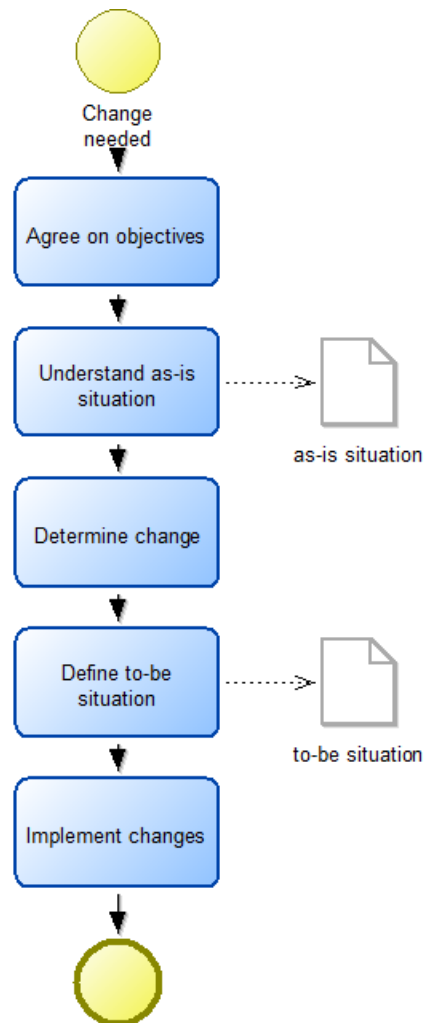 Change
needed
Agree on objectives
Understand as-is
situation
as-is situation
Determine change
Define to-be
situation
to-be situation
Implement changes